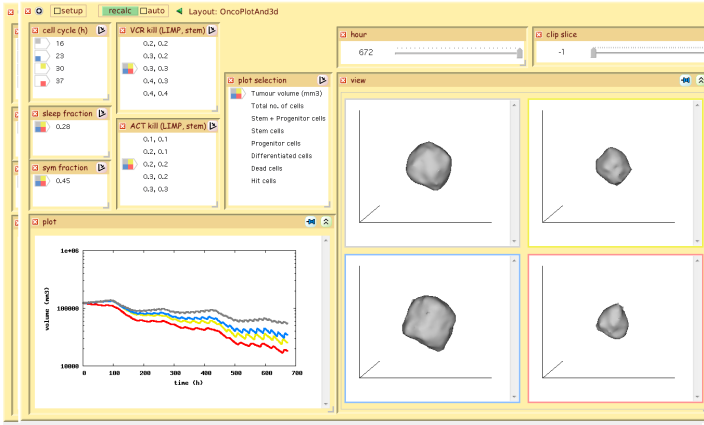 setup recalc auto Layout: OncoPlotAnd3d
cell cycle (h)
16
23
30
37
VCR kill (LIMP, stem)
0.2, 0.2
0.3, 0.2
0.3, 0.3
0.4, 0.3
0.4, 0.4
hour
672
clip slice
-1
sleep fraction
0.28
ACT kill (LIMP, stem)
0.1, 0.1
0.2, 0.1
0.2, 0.2
0.3, 0.2
0.3, 0.3
sym fraction
0.45
plot selection
Tumour volume (mm3)
Total no. of cells
Stem + Progenitor cells
Stem cells
Progenitor cells
Differentiated cells
Dead cells
Hit cells
view
plot
1e+06
100000
10000
volume (mm3)
0 100 200 300 400 500 600 700
time (h)